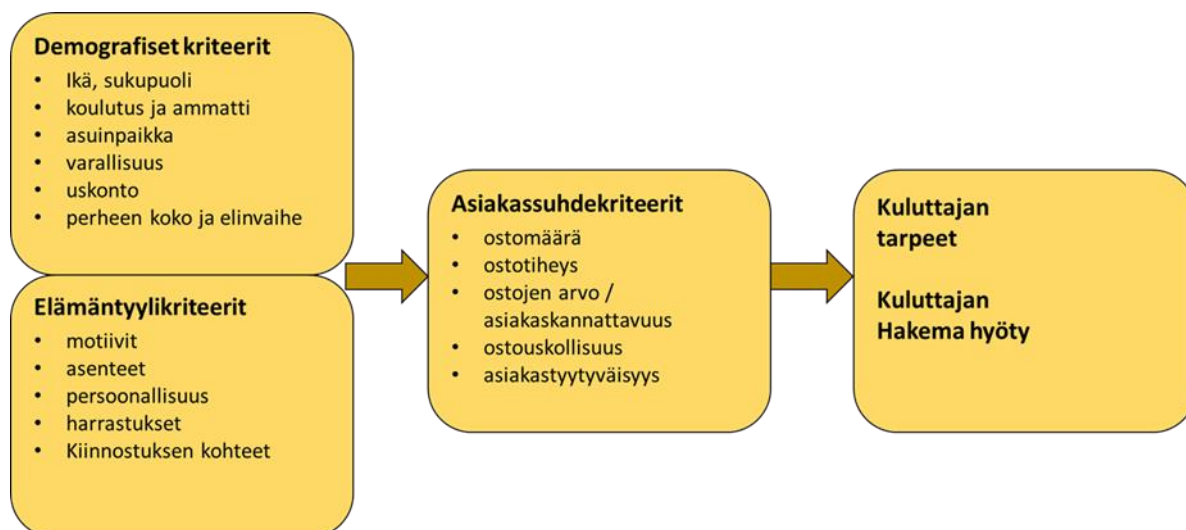 Demografiset kriteerit
• Ikä, sukupuoli
• koulutus ja ammatti
• asuinpaikka
• varallisuus
• uskonto
• perheen koko ja elinvaihe
Elämäntyylikriteerit
• motiivit
• asenteet
• persoonallisuus
• harrastukset
• Kiinnostuksen kohteet
Asiakassuhdekriteerit
• ostomäärä
• ostotiheys
• ostojen arvo /
asiakaskannattavuus
• ostouskollisuus
• asiakastyytyväisyys
Kuluttajan
tarpeet
Kuluttajan
Hakema hyöty